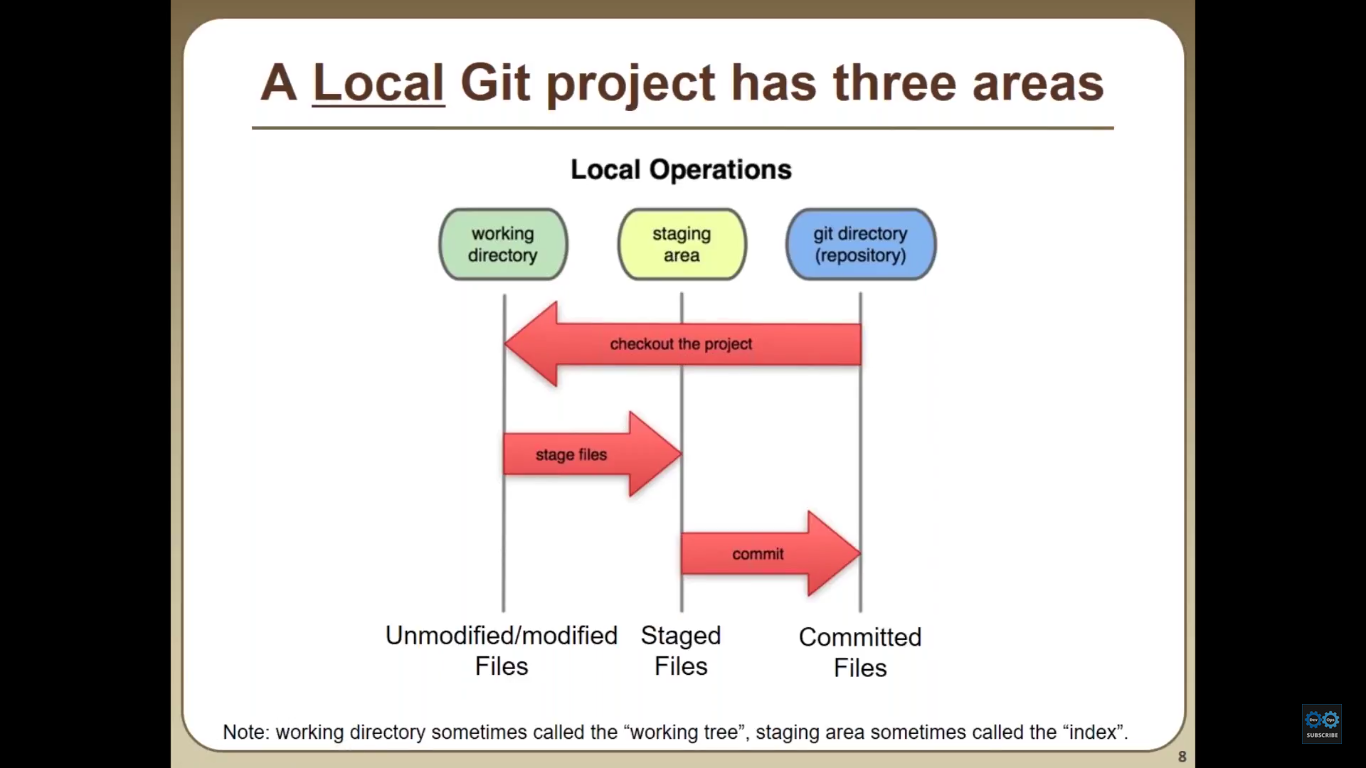 A Local Git project has three areas
Local Operations
working
directory
staging
area
git directory
(repository)
checkout the project
stage files
commit
Unmodified/modified
Files
Staged
Files
Committed
Files
Note: working directory sometimes called the “working tree”, staging area sometimes called the “index”.
8
Dev
Ops
SUBSCRIBE